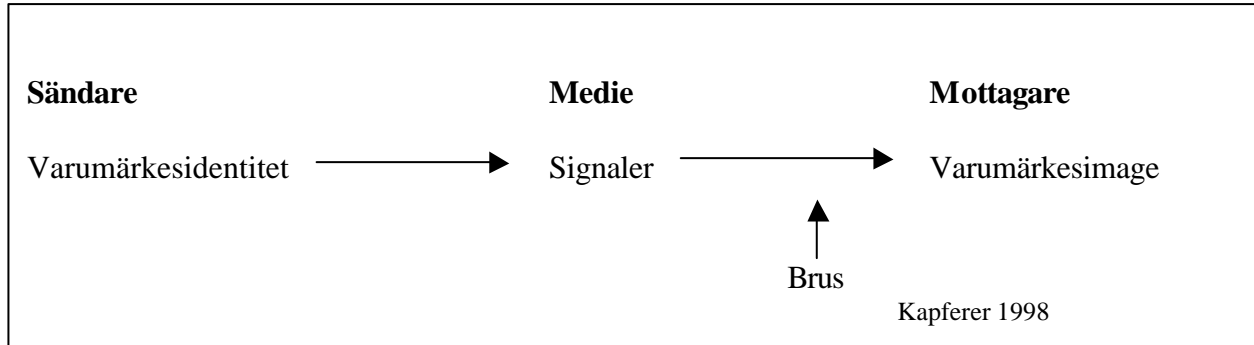 Sändare Medie Mottagare
Varumärkesidentitet Signaler Varumärkesimage
Brus
Kapferer 1998